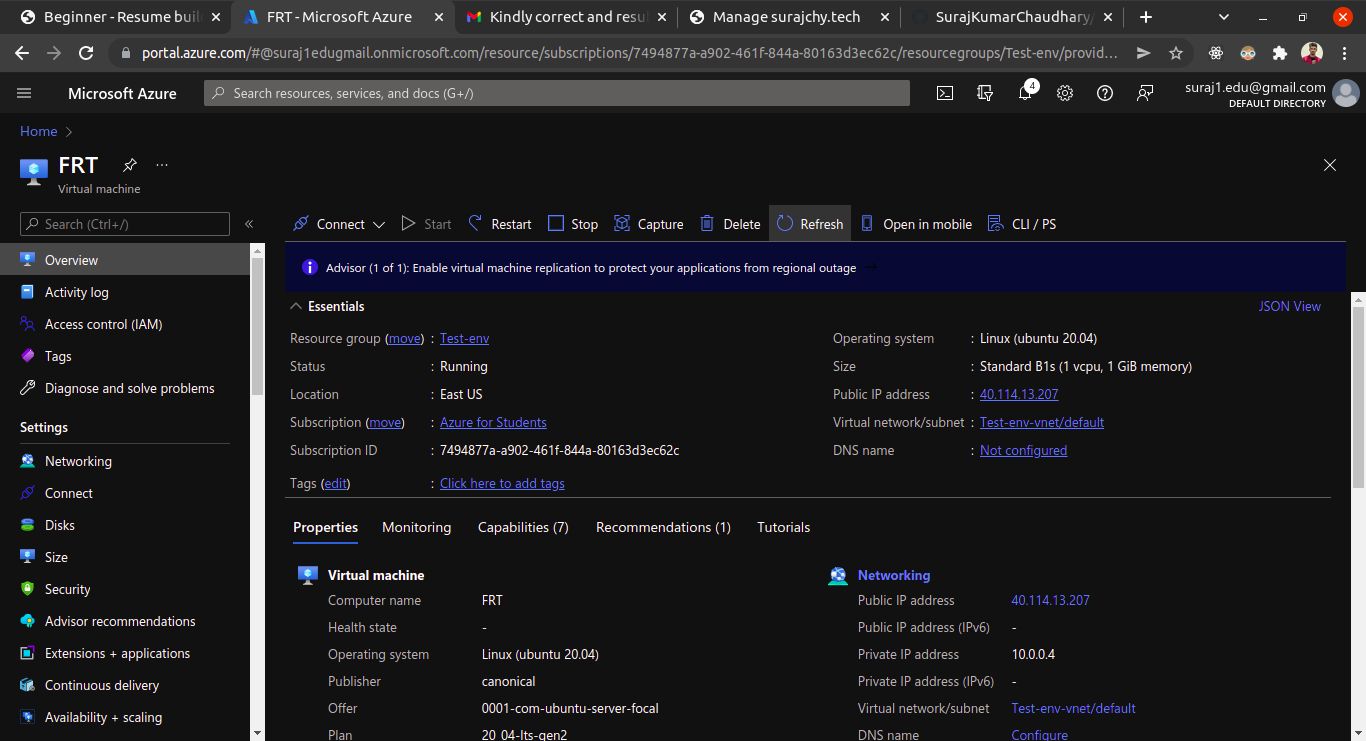 Beginner - Resume buil
FRT - Microsoft Azure
Kindly correct and resu
Manage surajchy.tech
SurajKumarChaudhary/
portal.azure.com/#@suraj1edugmail.onmicrosoft.com/resource/subscriptions/7494877a-a902-461f-844a-80163d3ec62c/resourcegroups/Test-env/provid...
Microsoft Azure
Search resources, services, and docs (G+/)
4
suraj1.edu@gmail.com
DEFAULT DIRECTORY
Home
FRT
Virtual machine
Search (Ctrl+/)
Connect Start Restart Stop Capture Delete Refresh Open in mobile CLI / PS
Overview
Activity log
Access control (IAM)
Tags
Diagnose and solve problems
Settings
Networking
Connect
Disks
Size
Security
Advisor recommendations
Extensions + applications
Continuous delivery
Availability + scaling
Advisor (1 of 1): Enable virtual machine replication to protect your applications from regional outage →
Essentials
JSON View
Resource group (move) : Test-env
Status : Running
Location : East US
Subscription (move) : Azure for Students
Subscription ID : 7494877a-a902-461f-844a-80163d3ec62c
Tags (edit) : Click here to add tags
Operating system : Linux (ubuntu 20.04)
Size : Standard B1s (1 vcpu, 1 GiB memory)
Public IP address : 40.114.13.207
Virtual network/subnet : Test-env-vnet/default
DNS name : Not configured
Properties Monitoring Capabilities (7) Recommendations (1) Tutorials
Virtual machine
Computer name FRT
Health state -
Operating system Linux (ubuntu 20.04)
Publisher canonical
Offer 0001-com-ubuntu-server-focal
Plan 20_04-lts-gen2
Networking
Public IP address 40.114.13.207
Public IP address (IPv6) -
Private IP address 10.0.0.4
Private IP address (IPv6) -
Virtual network/subnet Test-env-vnet/default
DNS name Configure